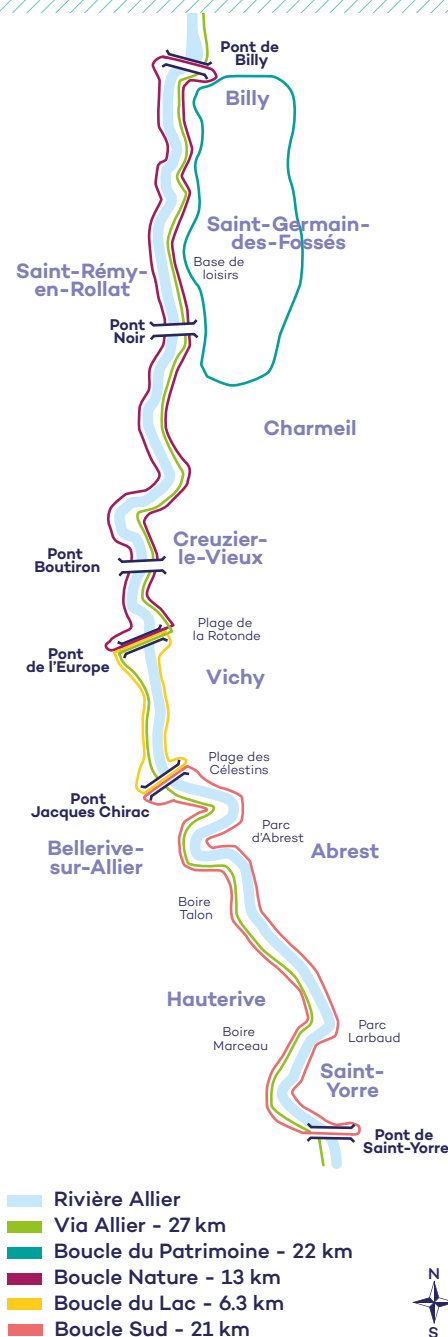 Pont de
Billy
Billy
Saint-Germain-
des-Fossés
Base de
loisirs
Saint-Rémy-
en-Rollat
Pont
Noir
Charmeil
Creuzier-
le-Vieux
Pont
Boutiron
Plage de
la Rotonde
Pont
de l'Europe
Vichy
Plage des
Célestins
Pont
Jacques Chirac
Parc
d'Abrest
Bellerive-
sur-Allier
Abrest
Boire
Talon
Hauterive
Parc
Larbaud
Boire
Marceau
Saint-
Yorre
Pont de
Saint-Yorre
Rivière Allier
Via Allier - 27 km
Boucle du Patrimoine - 22 km
Boucle Nature - 13 km
Boucle du Lac - 6.3 km
Boucle Sud - 21 km
N
S